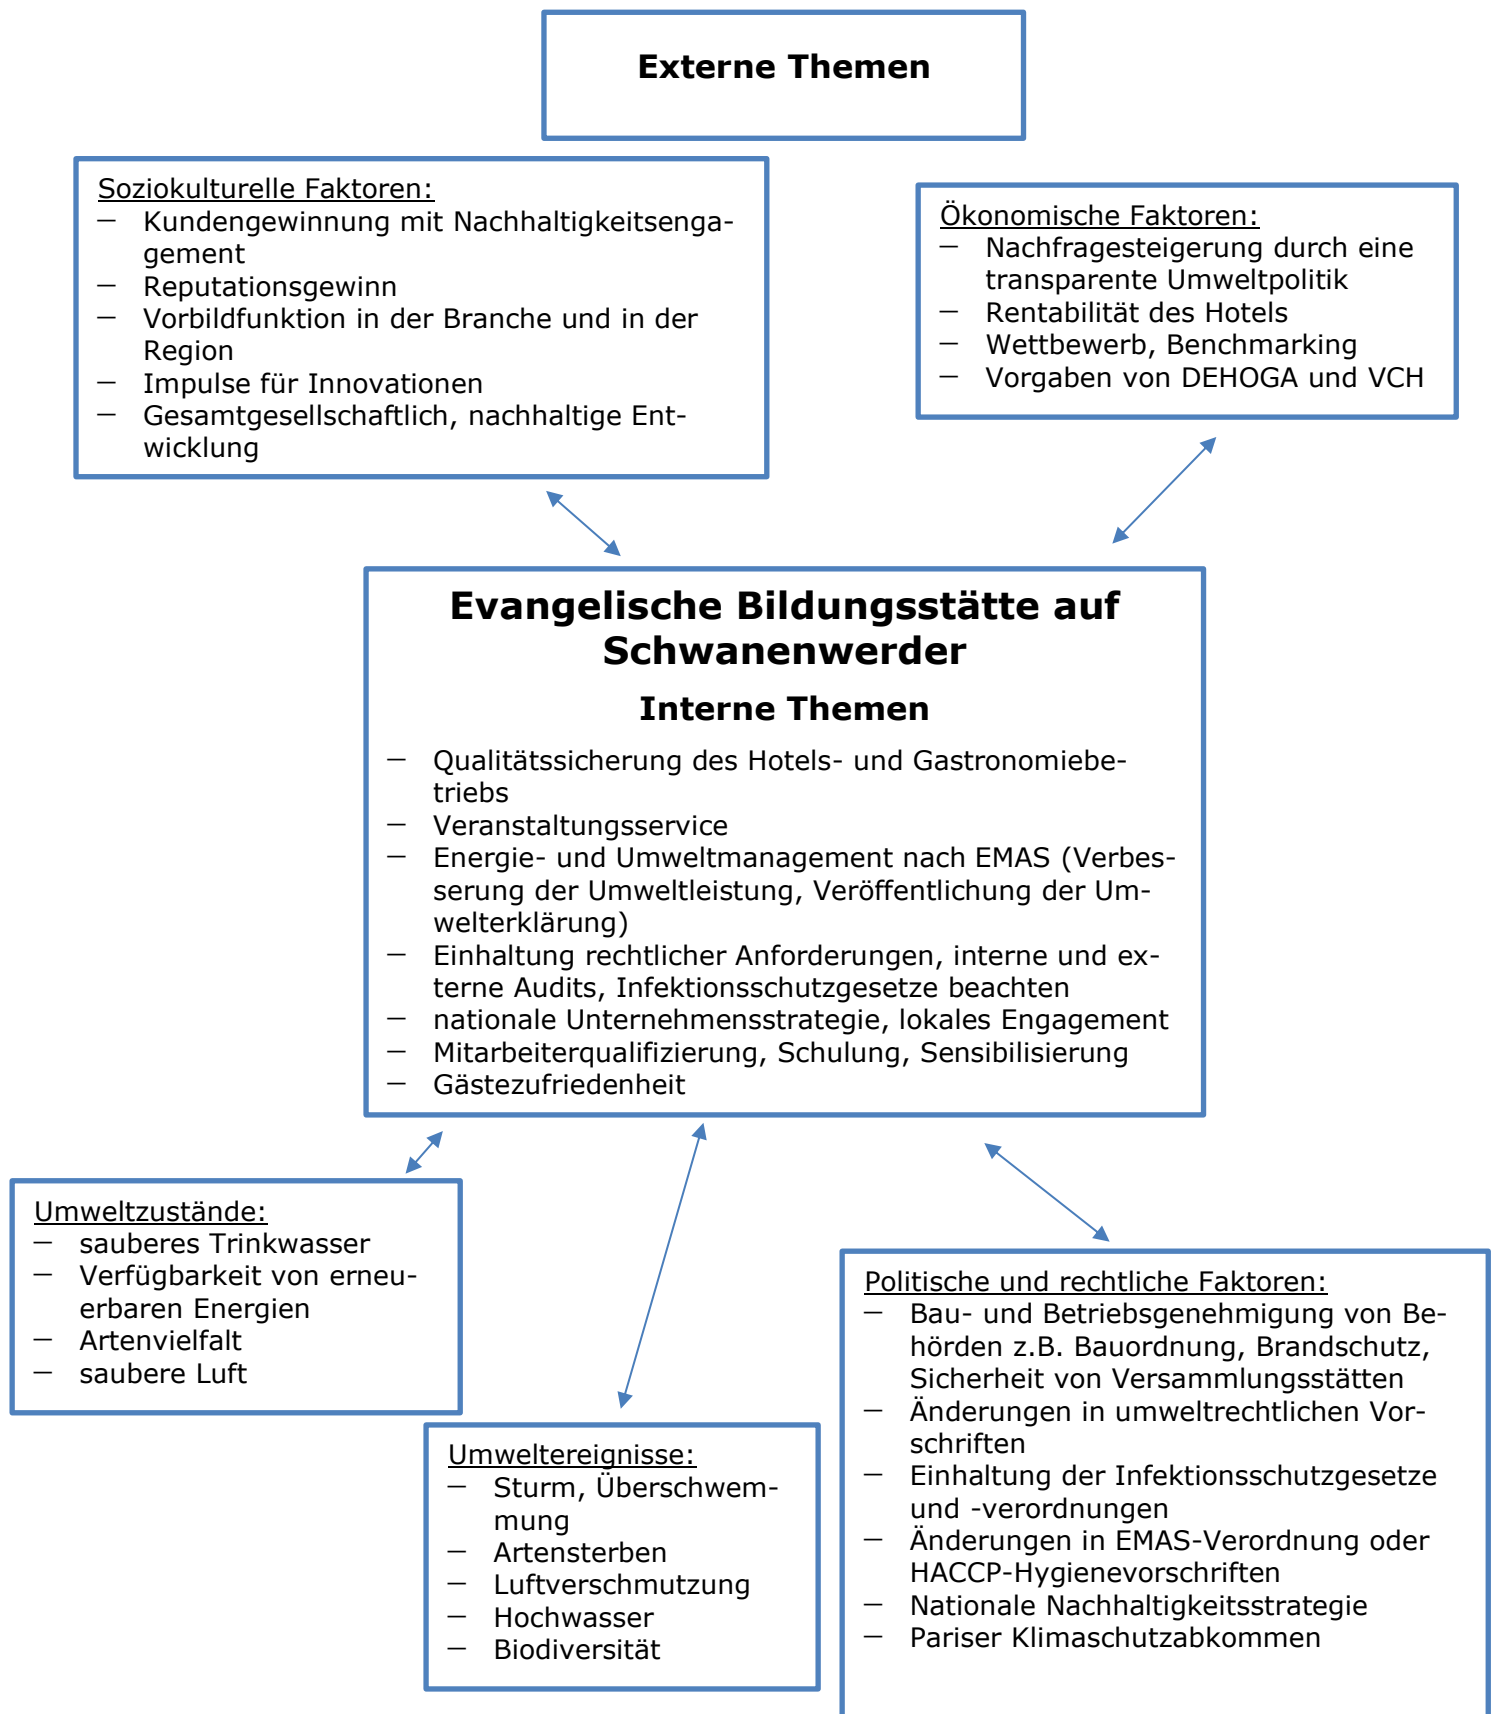 Externe Themen
Soziokulturelle Faktoren:
— Kundengewinnung mit Nachhaltigkeitsenga-
gement
— Reputationsgewinn
— Vorbildfunktion in der Branche und in der
Region
— Impulse für Innovationen
— Gesamtgesellschaftlich, nachhaltige Ent-
wicklung
Ökonomische Faktoren:
— Nachfragesteigerung durch eine
transparente Umweltpolitik
— Rentabilität des Hotels
— Wettbewerb, Benchmarking
— Vorgaben von DEHOGA und VCH
Evangelische Bildungsstätte auf
Schwanenwerder
Interne Themen
— Qualitätssicherung des Hotels- und Gastronomiebe-
triebs
— Veranstaltungsservice
— Energie- und Umweltmanagement nach EMAS (Verbes-
serung der Umweltleistung, Veröffentlichung der Um-
welterklärung)
— Einhaltung rechtlicher Anforderungen, interne und ex-
terne Audits, Infektionsschutzgesetze beachten
— nationale Unternehmensstrategie, lokales Engagement
— Mitarbeiterqualifizierung, Schulung, Sensibilisierung
— Gästezufriedenheit
Umweltzustände:
— sauberes Trinkwasser
— Verfügbarkeit von erneu-
erbaren Energien
— Artenvielfalt
— saubere Luft
Umweltereignisse:
— Sturm, Überschwem-
mung
— Artensterben
— Luftverschmutzung
— Hochwasser
— Biodiversität
Politische und rechtliche Faktoren:
— Bau- und Betriebsgenehmigung von Be-
hörden z.B. Bauordnung, Brandschutz,
Sicherheit von Versammlungsstätten
— Änderungen in umweltrechtlichen Vor-
schriften
— Einhaltung der Infektionsschutzgesetze
und -verordnungen
— Änderungen in EMAS-Verordnung oder
HACCP-Hygienevorschriften
— Nationale Nachhaltigkeitsstrategie
— Pariser Klimaschutzabkommen